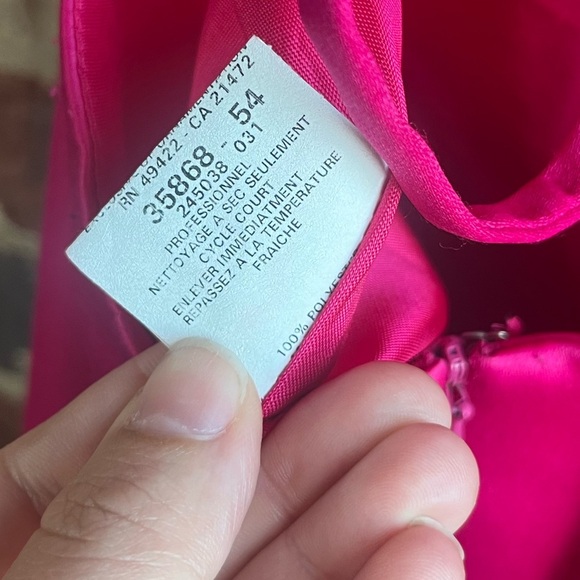 RN 49422 - CA 21472
35868 - 54
245038 031
PROFESSIONNEL
NETTOYAGE A SEC SEULEMENT
CYCLE COURT
ENLEVER IMMEDIATMENT
REPASSEZ A LA TEMPERATURE
FRAICHE
100%